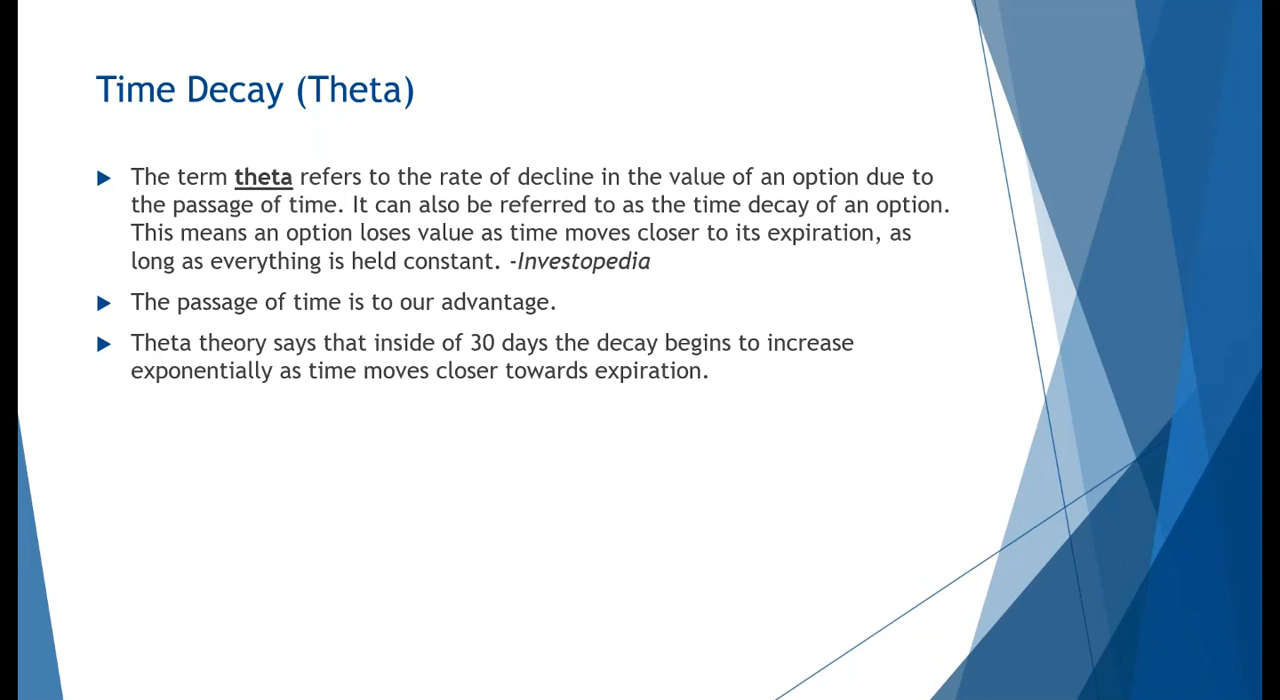 Time Decay (Theta)
The term theta refers to the rate of decline in the value of an option due to
the passage of time. It can also be referred to as the time decay of an option.
This means an option loses value as time moves closer to its expiration, as
long as everything is held constant. -Investopedia
The passage of time is to our advantage.
Theta theory says that inside of 30 days the decay begins to increase
exponentially as time moves closer towards expiration.